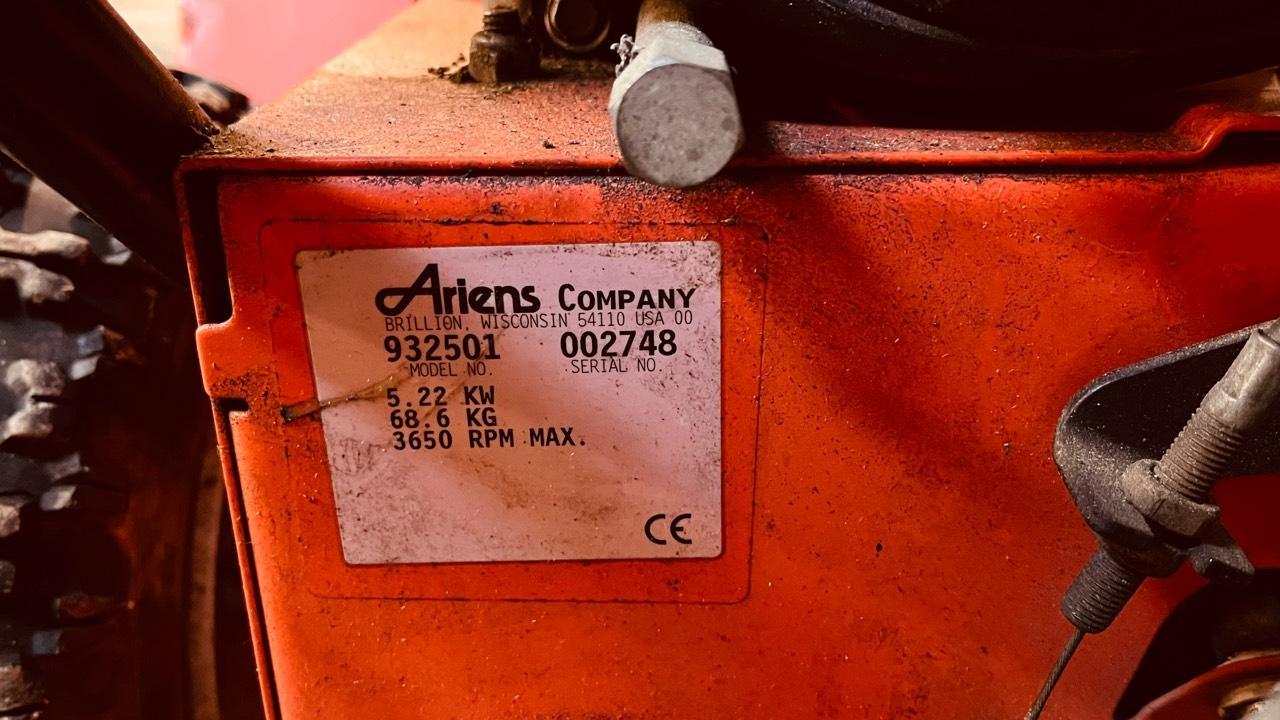 Ariens COMPANY
BRILLION, WISCONSIN 54110 USA 00
932501 002748
MODEL NO. SERIAL NO.
5.22 KW
68.6 KG
3650 RPM MAX.
CE